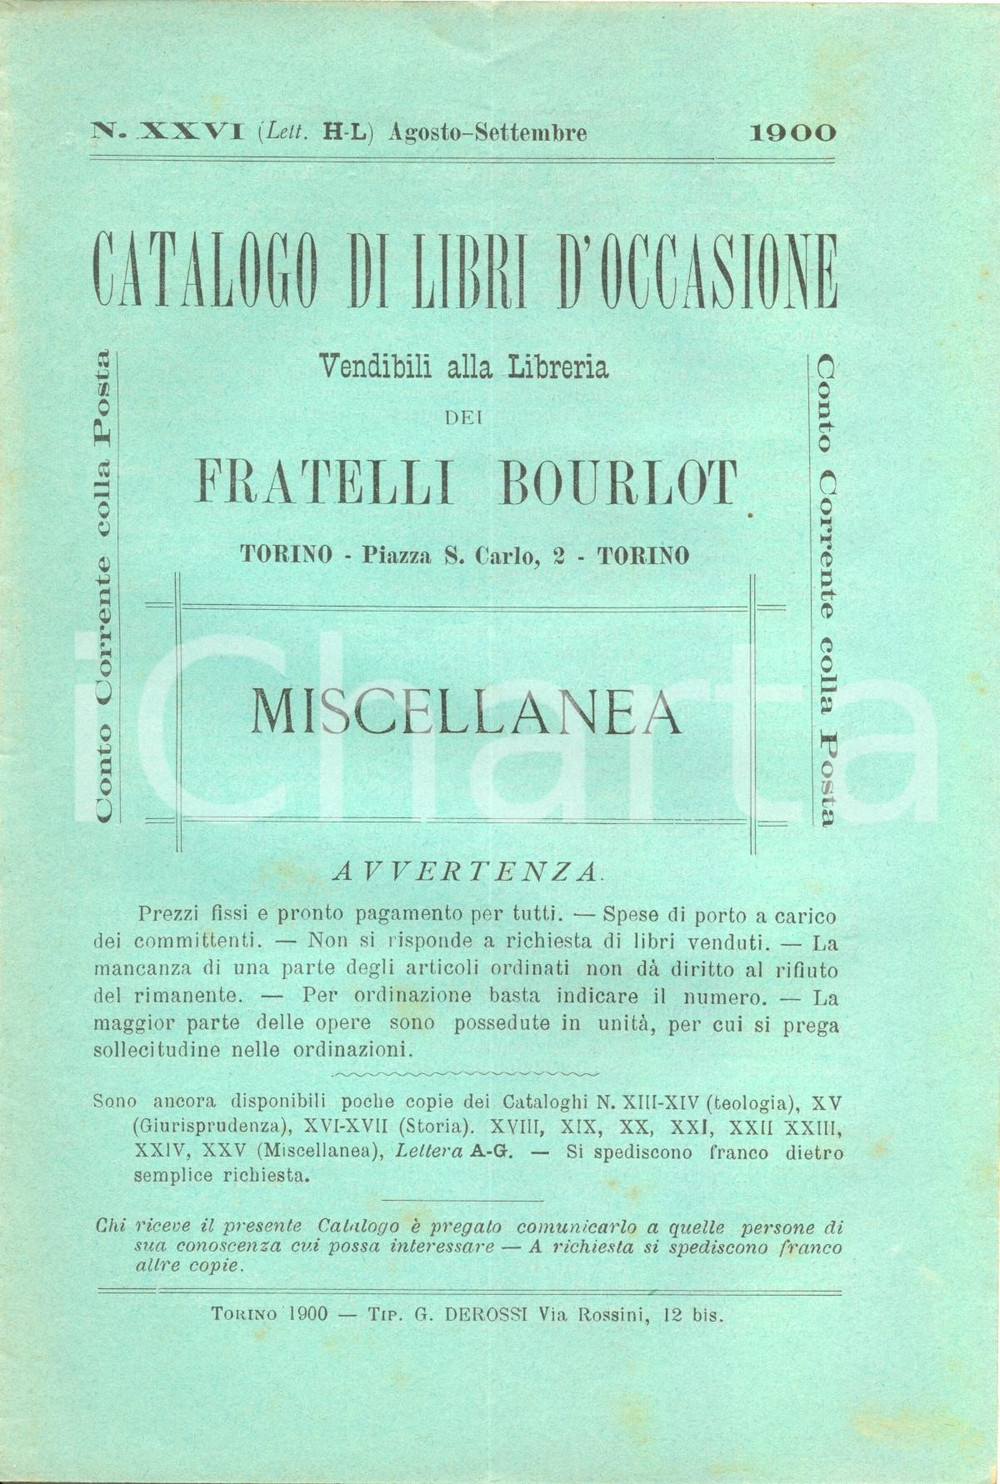 N. XXVI (Lett. H-L) Agosto-Settembre 1900
CATALOGO DI LIBRI D'OCCASIONE
Vendibili alla Libreria
DEI
FRATELLI BOURLOT
TORINO - Piazza S. Carlo, 2 - TORINO
Conto Corrente colla Posta
Conto Corrente colla Posta
MISCELLANEA
iCharta
AVVERTENZA.
Prezzi fissi e pronto pagamento per tutti. — Spese di porto a carico
dei committenti. — Non si risponde a richiesta di libri venduti. — La
mancanza di una parte degli articoli ordinati non dà diritto al rifiuto
del rimanente. — Per ordinazione basta indicare il numero. — La
maggior parte delle opere sono possedute in unità, per cui si prega
sollecitudine nelle ordinazioni.
Sono ancora disponibili poche copie dei Cataloghi N. XIII-XIV (teologia), XV
(Giurisprudenza), XVI-XVII (Storia). XVIII, XIX, XX, XXI, XXII XXIII,
XXIV, XXV (Miscellanea), Lettera A-G. — Si spediscono franco dietro
semplice richiesta.
Chi riceve il presente Catalogo è pregato comunicarlo a quelle persone di
sua conoscenza cui possa interessare — A richiesta si spediscono franco
altre copie.
TORINO 1900 — TIP. G. DEROSSI Via Rossini, 12 bis.